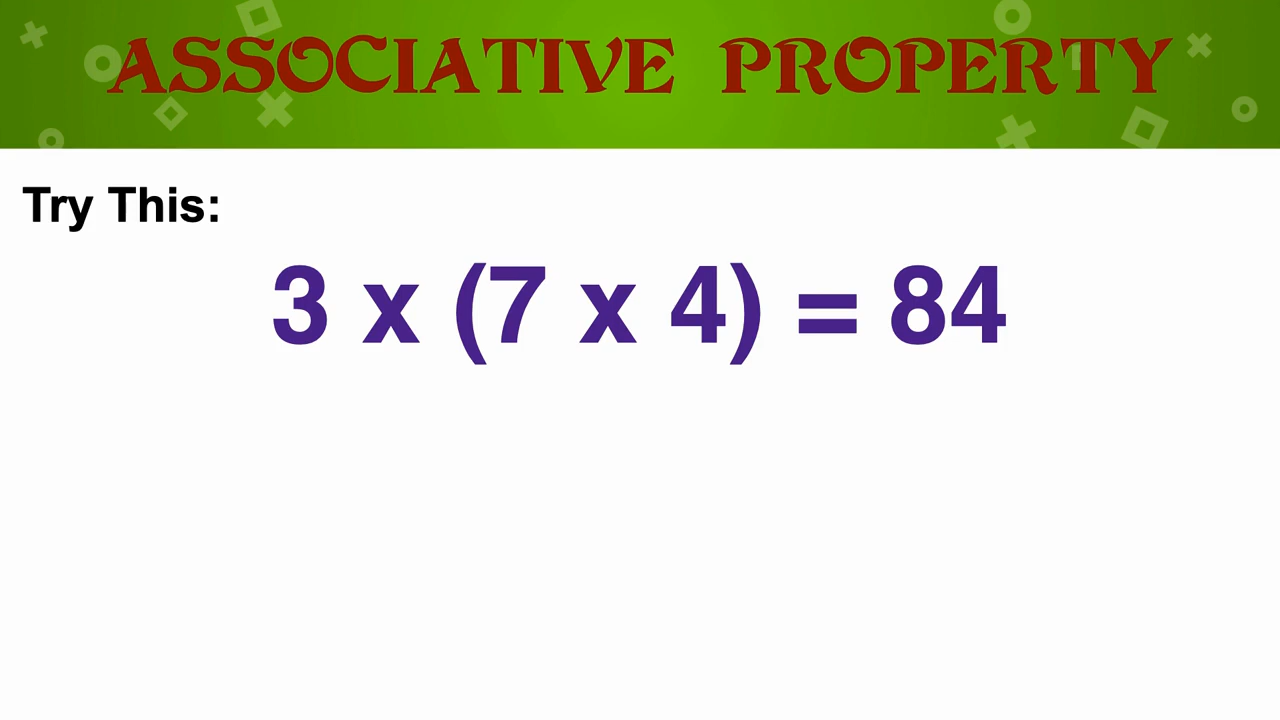 ASSOCIATIVE PROPERTY
Try This:
3 x (7 x 4) = 84